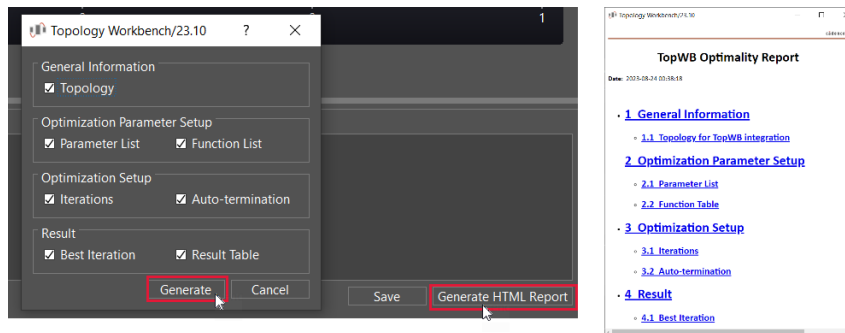 1
Topology Workbench/23.10 ? ×
General Information
Topology
Optimization Parameter Setup
Parameter List Function List
Optimization Setup
Iterations Auto-termination
Result
Best Iteration Result Table
Generate Cancel
Save Generate HTML Report
Topology Workbench/23.10
TopWB Optimality Report
Date: 2023-08-24 00:38:18
1 General Information
1.1 Topology for TopWB integration
2 Optimization Parameter Setup
2.1 Parameter List
2.2 Function Table
3 Optimization Setup
3.1 Iterations
3.2 Auto-termination
4 Result
4.1 Best Iteration